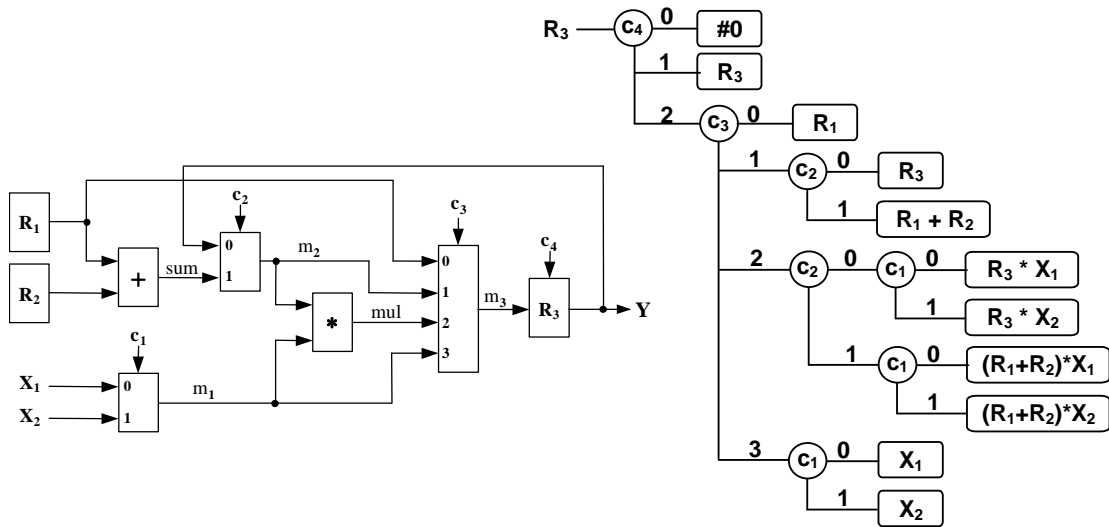 R₁
R₂
+
sum
c₂
0
1
m₂
*
mul
c₁
X₁
X₂
0
1
m₁
c₃
0
1
2
3
m₃
c₄
R₃
Y
R₃ c₄ 0 #0
1 R₃
2 c₃ 0 R₁
1 c₂ 0 R₃
1 R₁ + R₂
2 c₂ 0 c₁ 0 R₃ * X₁
1 R₃ * X₂
1 c₁ 0 (R₁+R₂)*X₁
1 (R₁+R₂)*X₂
3 c₁ 0 X₁
1 X₂